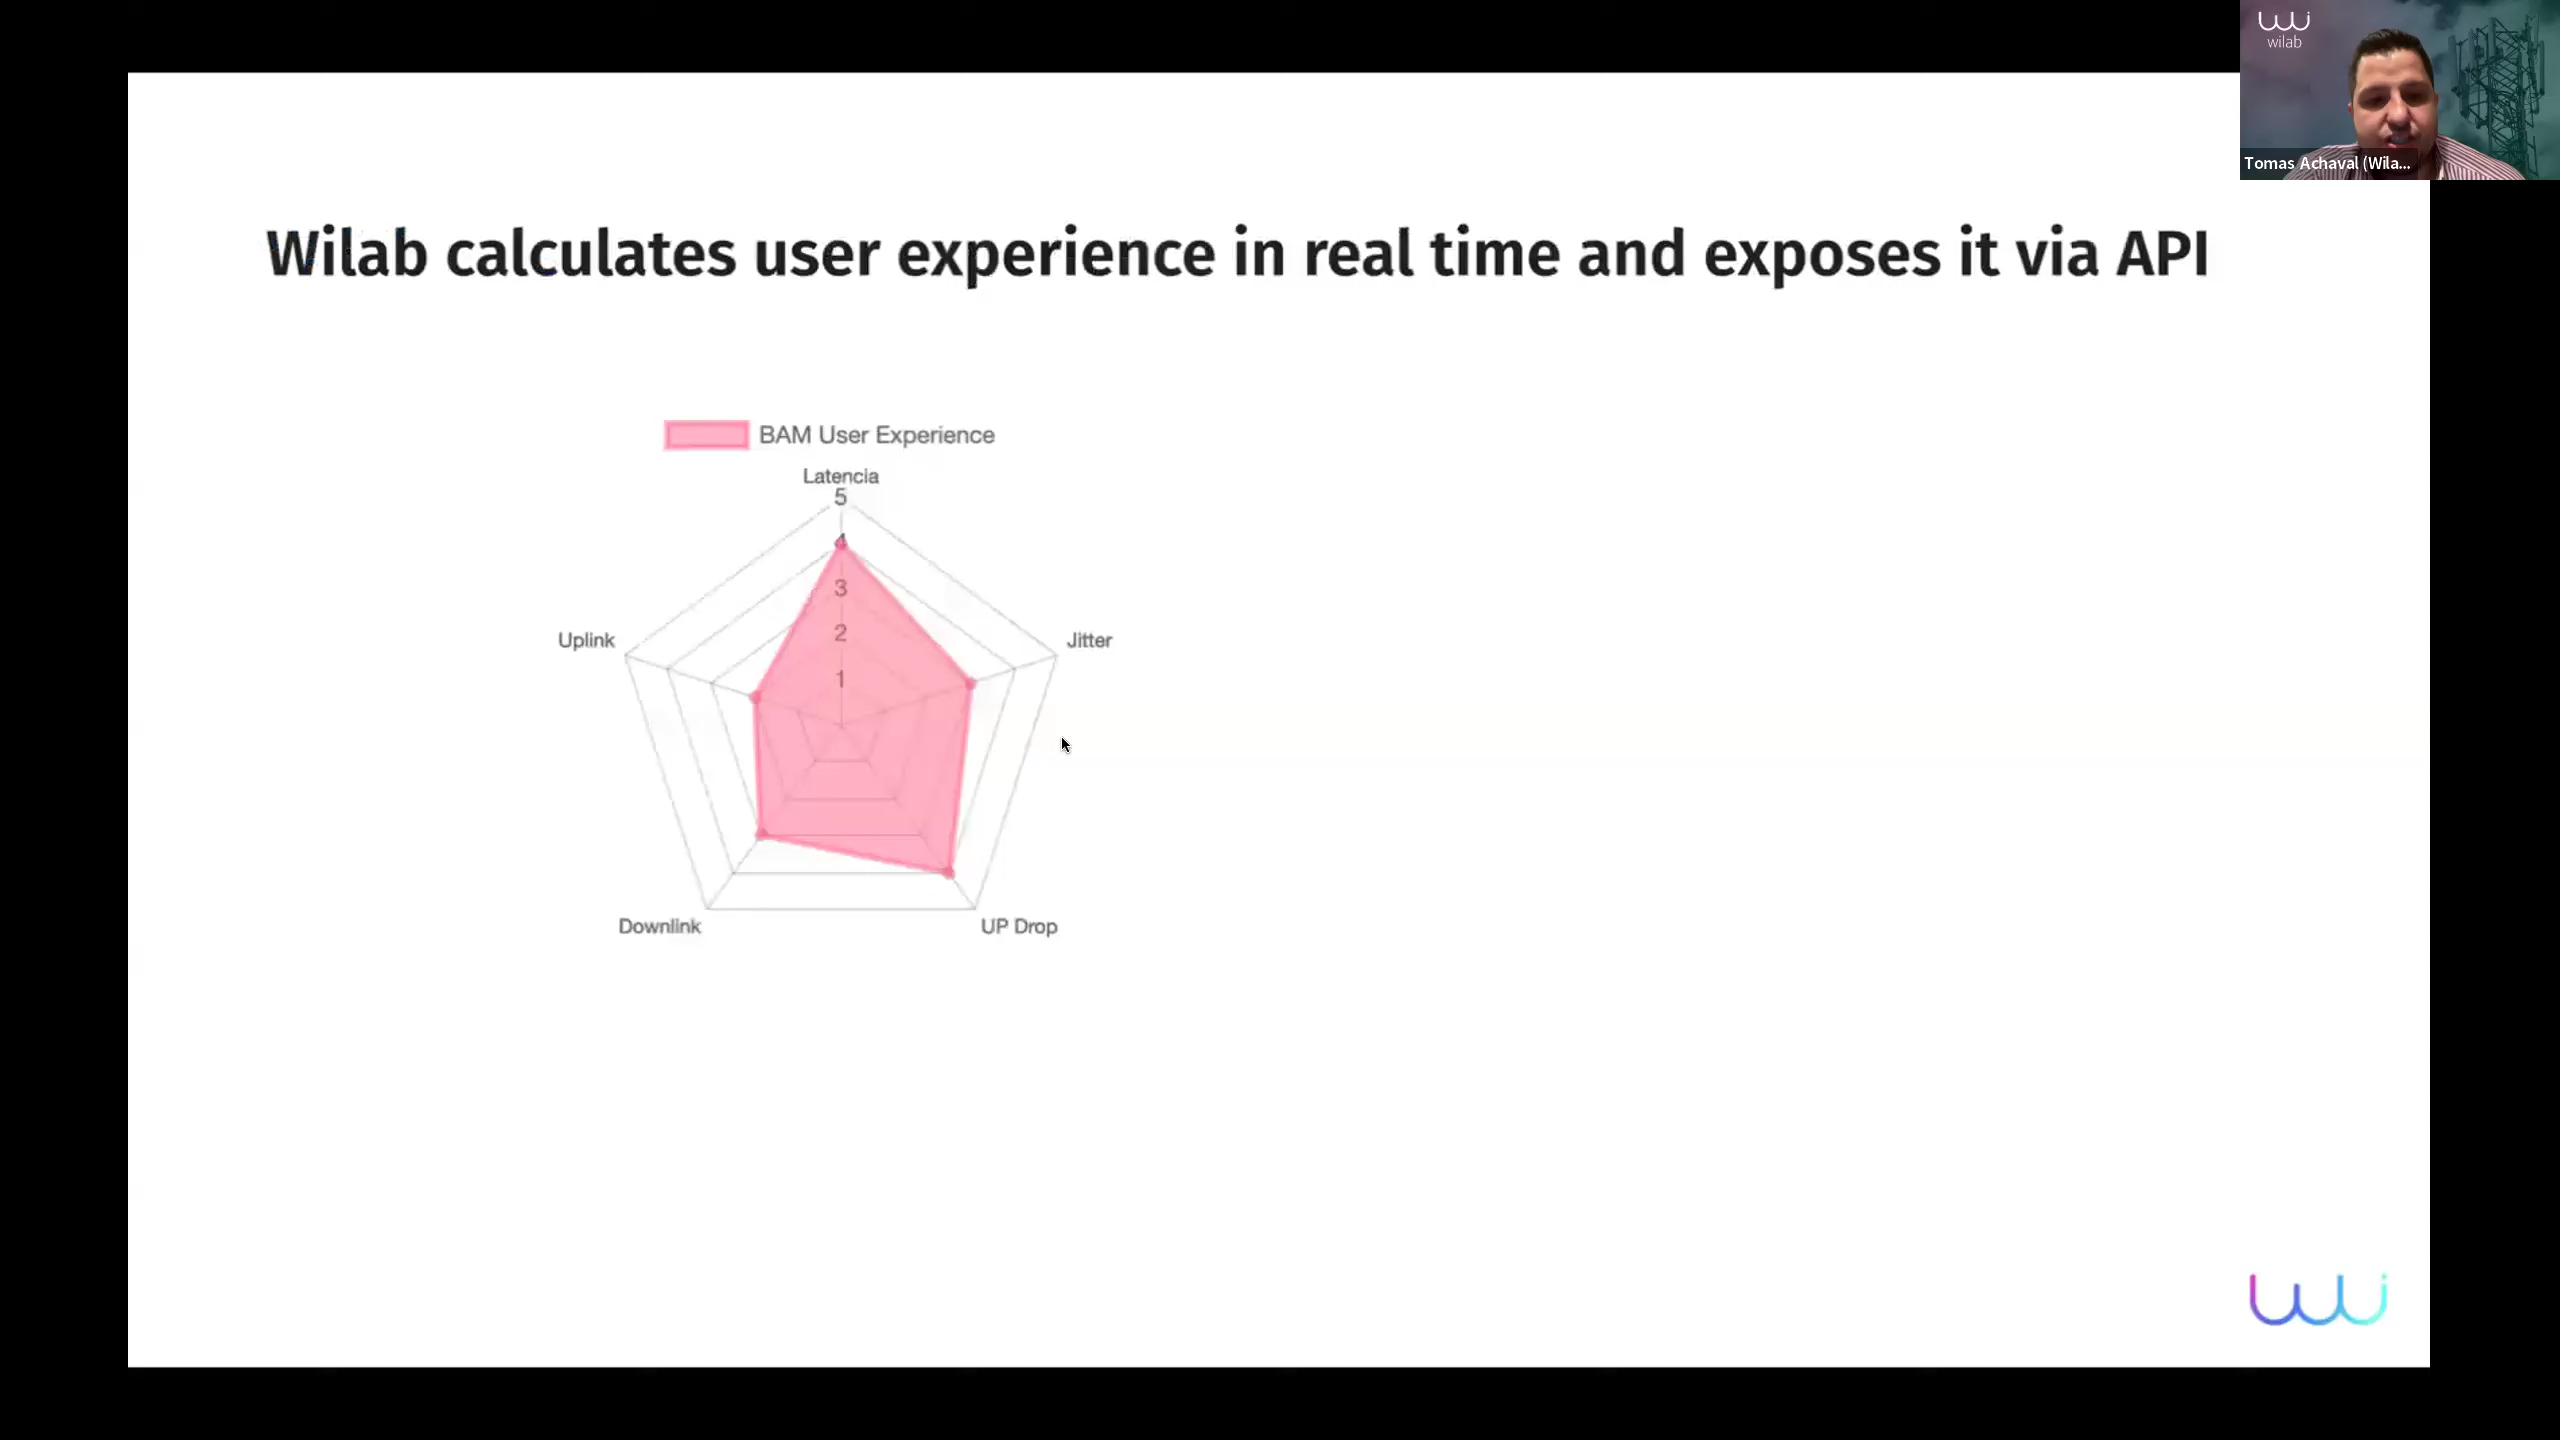 wilab
Tomas Achaval (Wila...
Wilab calculates user experience in real time and exposes it via API
BAM User Experience
Latencia
5
4
3
2
1
Uplink
Jitter
Downlink
UP Drop